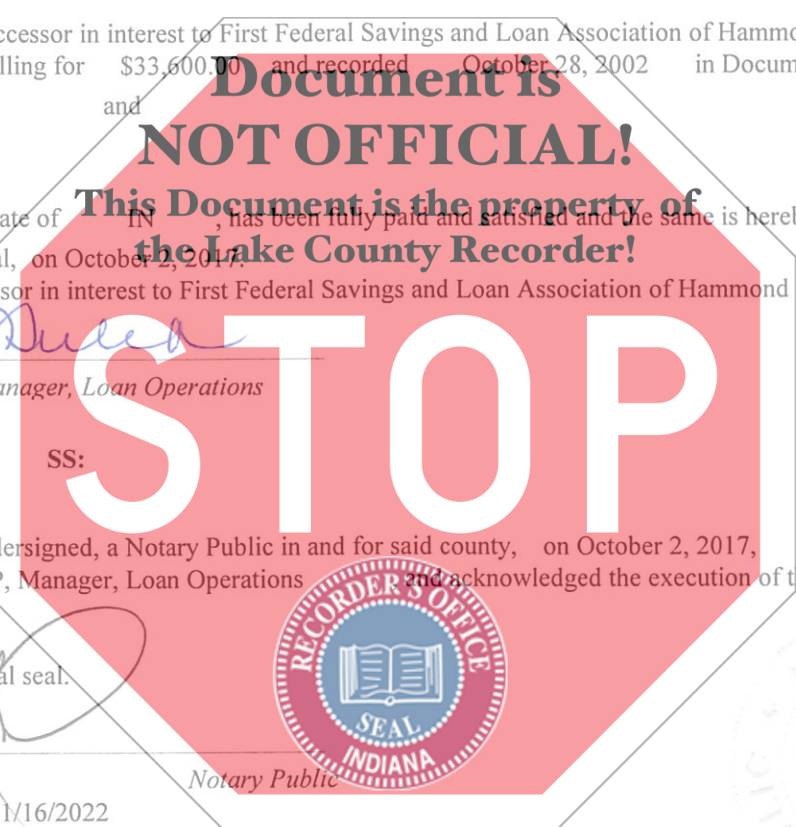 ccessor in interest to First Federal Savings and Loan Association of Hammo
lling for $33,600.00 and recorded October 28, 2002 in Docum
Document is
and
NOT OFFICIAL!
This Document is the property of
ate of IN , has been fully paid and satisfied and the same is hereb
the Lake County Recorder!
al, on October 2, 2017.
sor in interest to First Federal Savings and Loan Association of Hammond
STOP
anager, Loan Operations
SS:
dersigned, a Notary Public in and for said county, on October 2, 2017,
P, Manager, Loan Operations , and acknowledged the execution of t
RECORDER'S OFFICE
SEAL
INDIANA
al seal.
Notary Public
1/16/2022